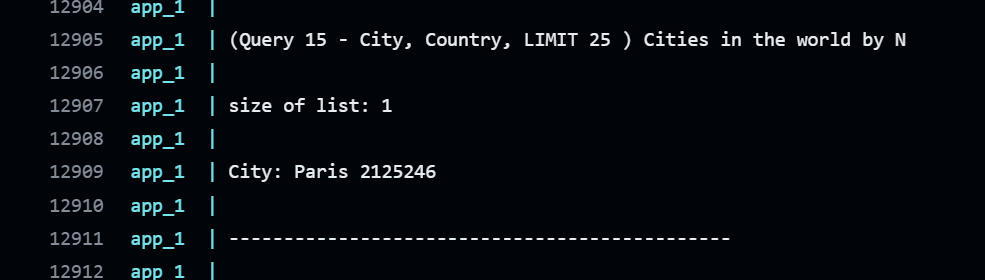 12904 app_1 |
12905 app_1 | (Query 15 - City, Country, LIMIT 25 ) Cities in the world by N
12906 app_1 |
12907 app_1 | size of list: 1
12908 app_1 |
12909 app_1 | City: Paris 2125246
12910 app_1 |
12911 app_1 | ----------------------------------------------
12912 app_1 |